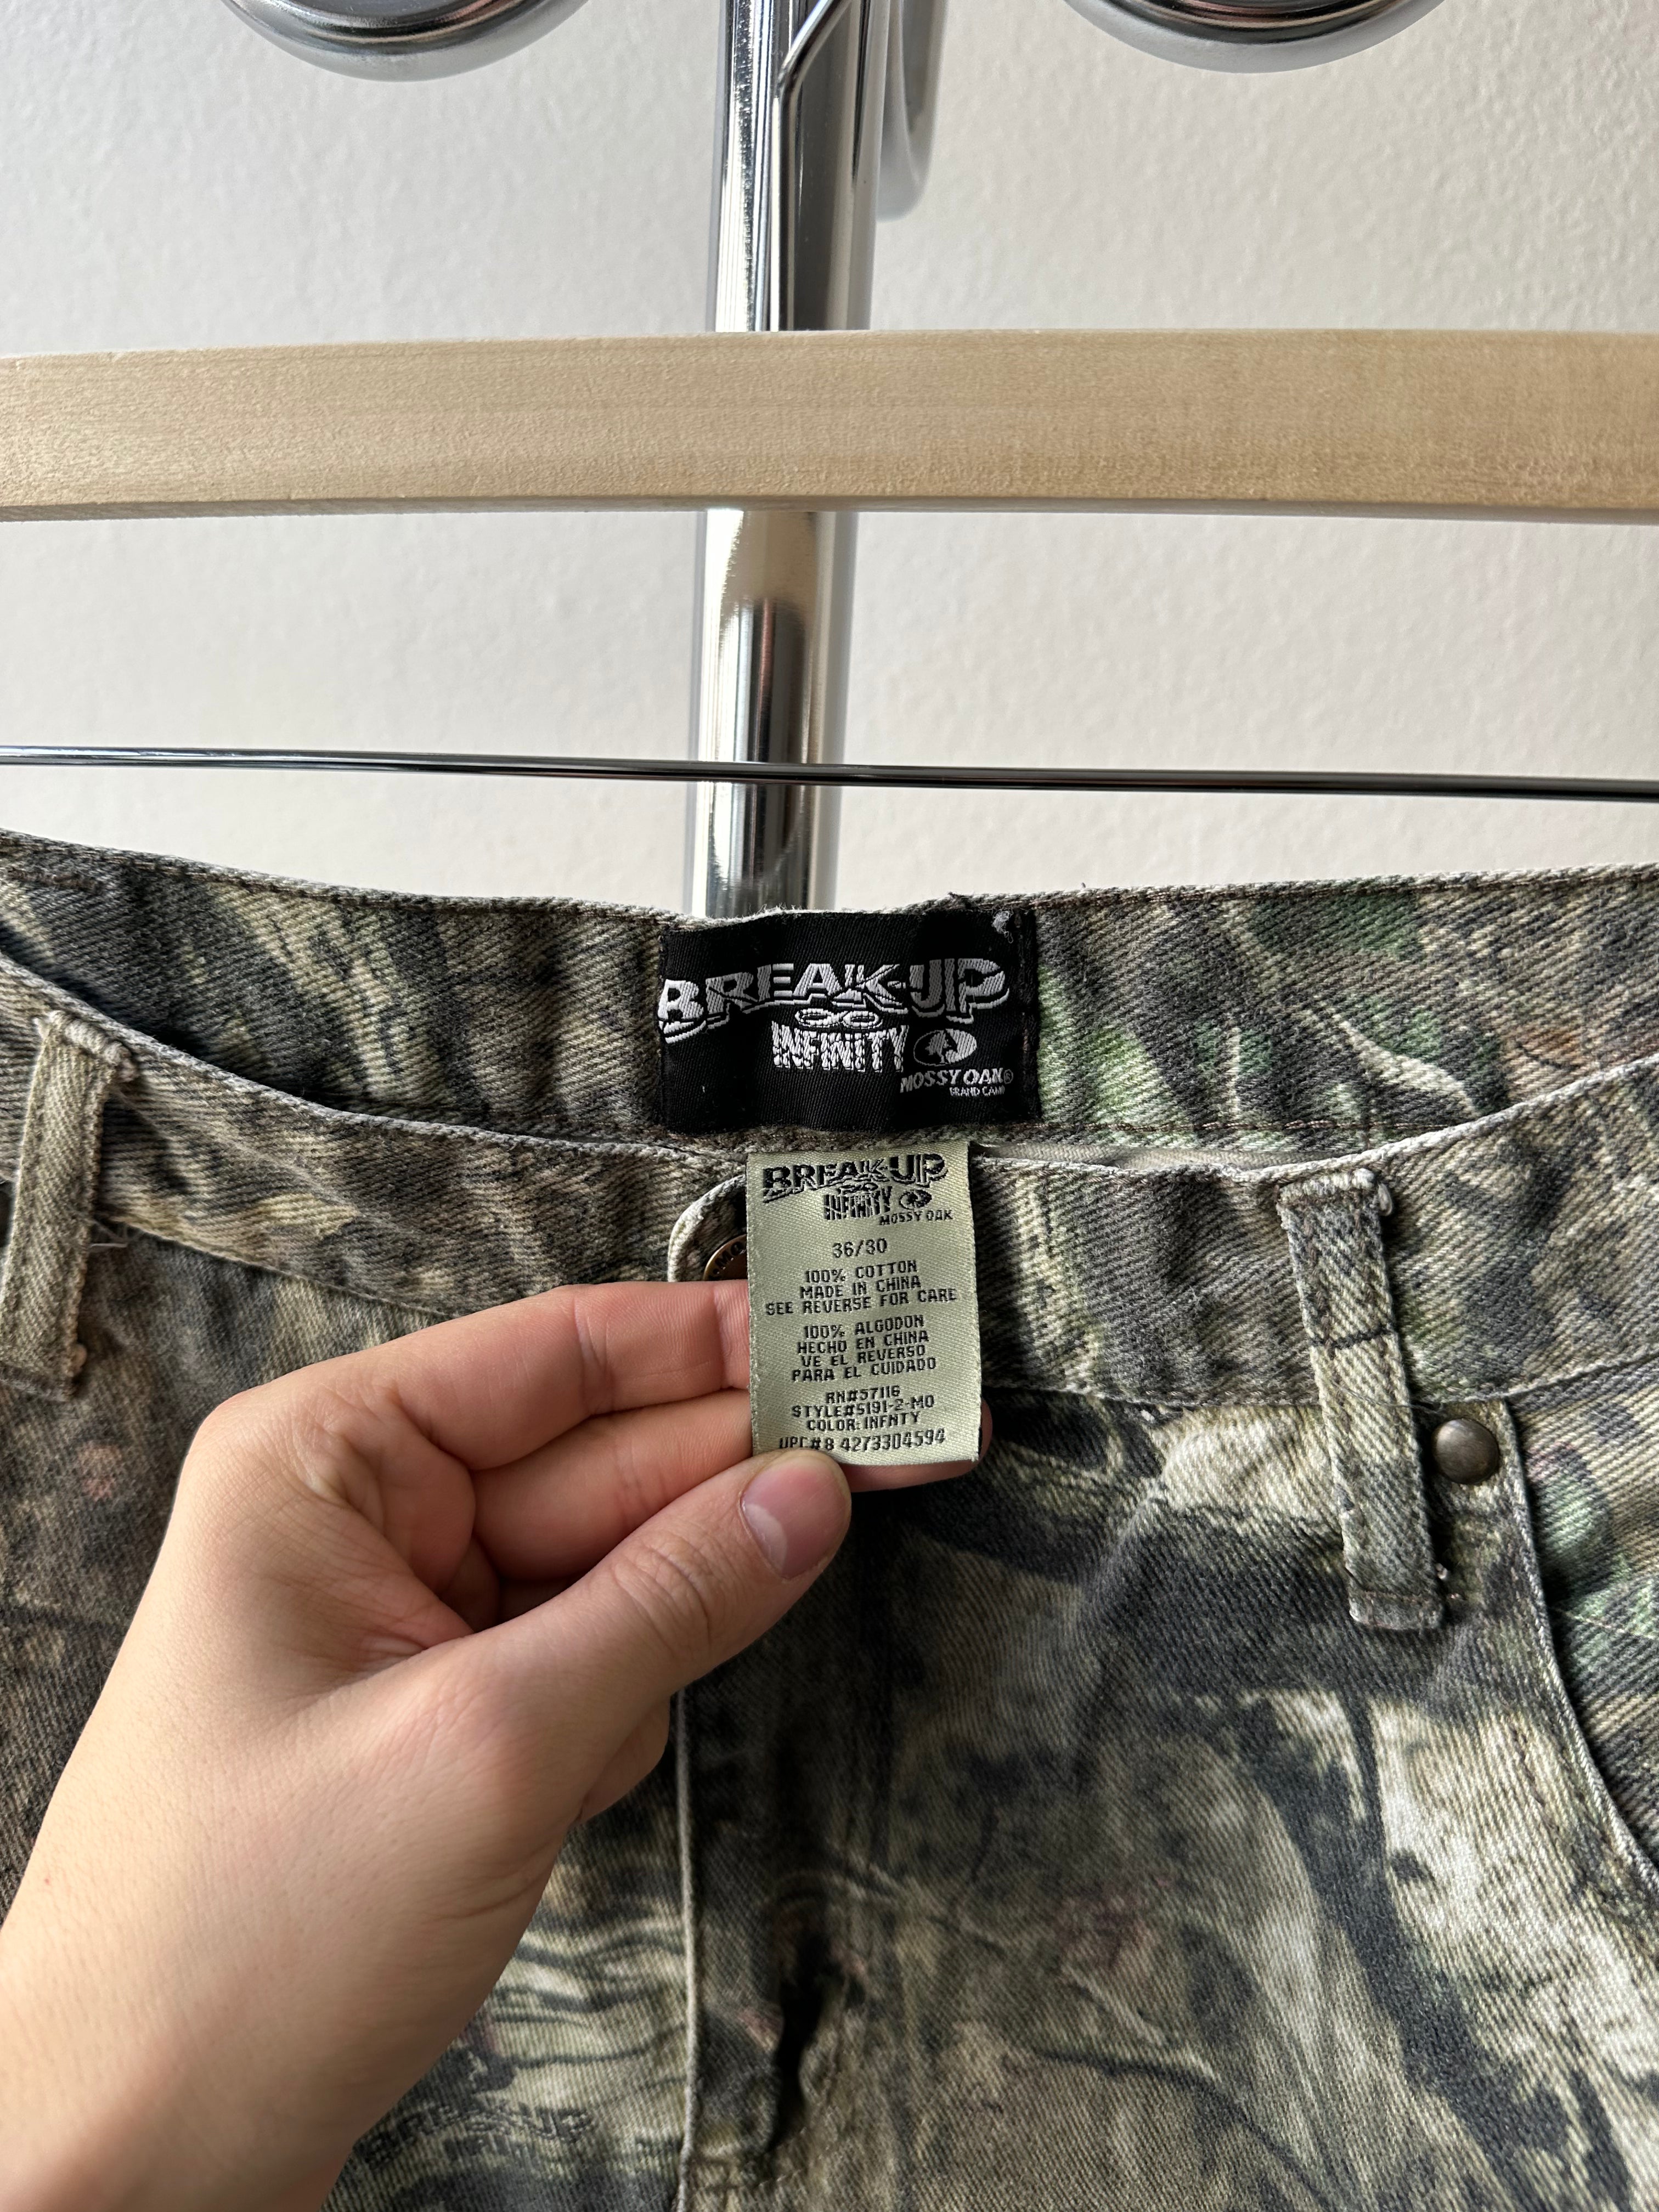 BREAK-UP
INFINITY
MOSSY OAK®
BRAND CAMO
BREAK-UP
INFINITY
MOSSY OAK
36/30
100% COTTON
MADE IN CHINA
SEE REVERSE FOR CARE
100% ALGODON
HECHO EN CHINA
VE EL REVERSO
PARA EL CUIDADO
RN#57116
STYLE#5191-2-MO
COLOR: INFNTY
UPC#8 4273304594